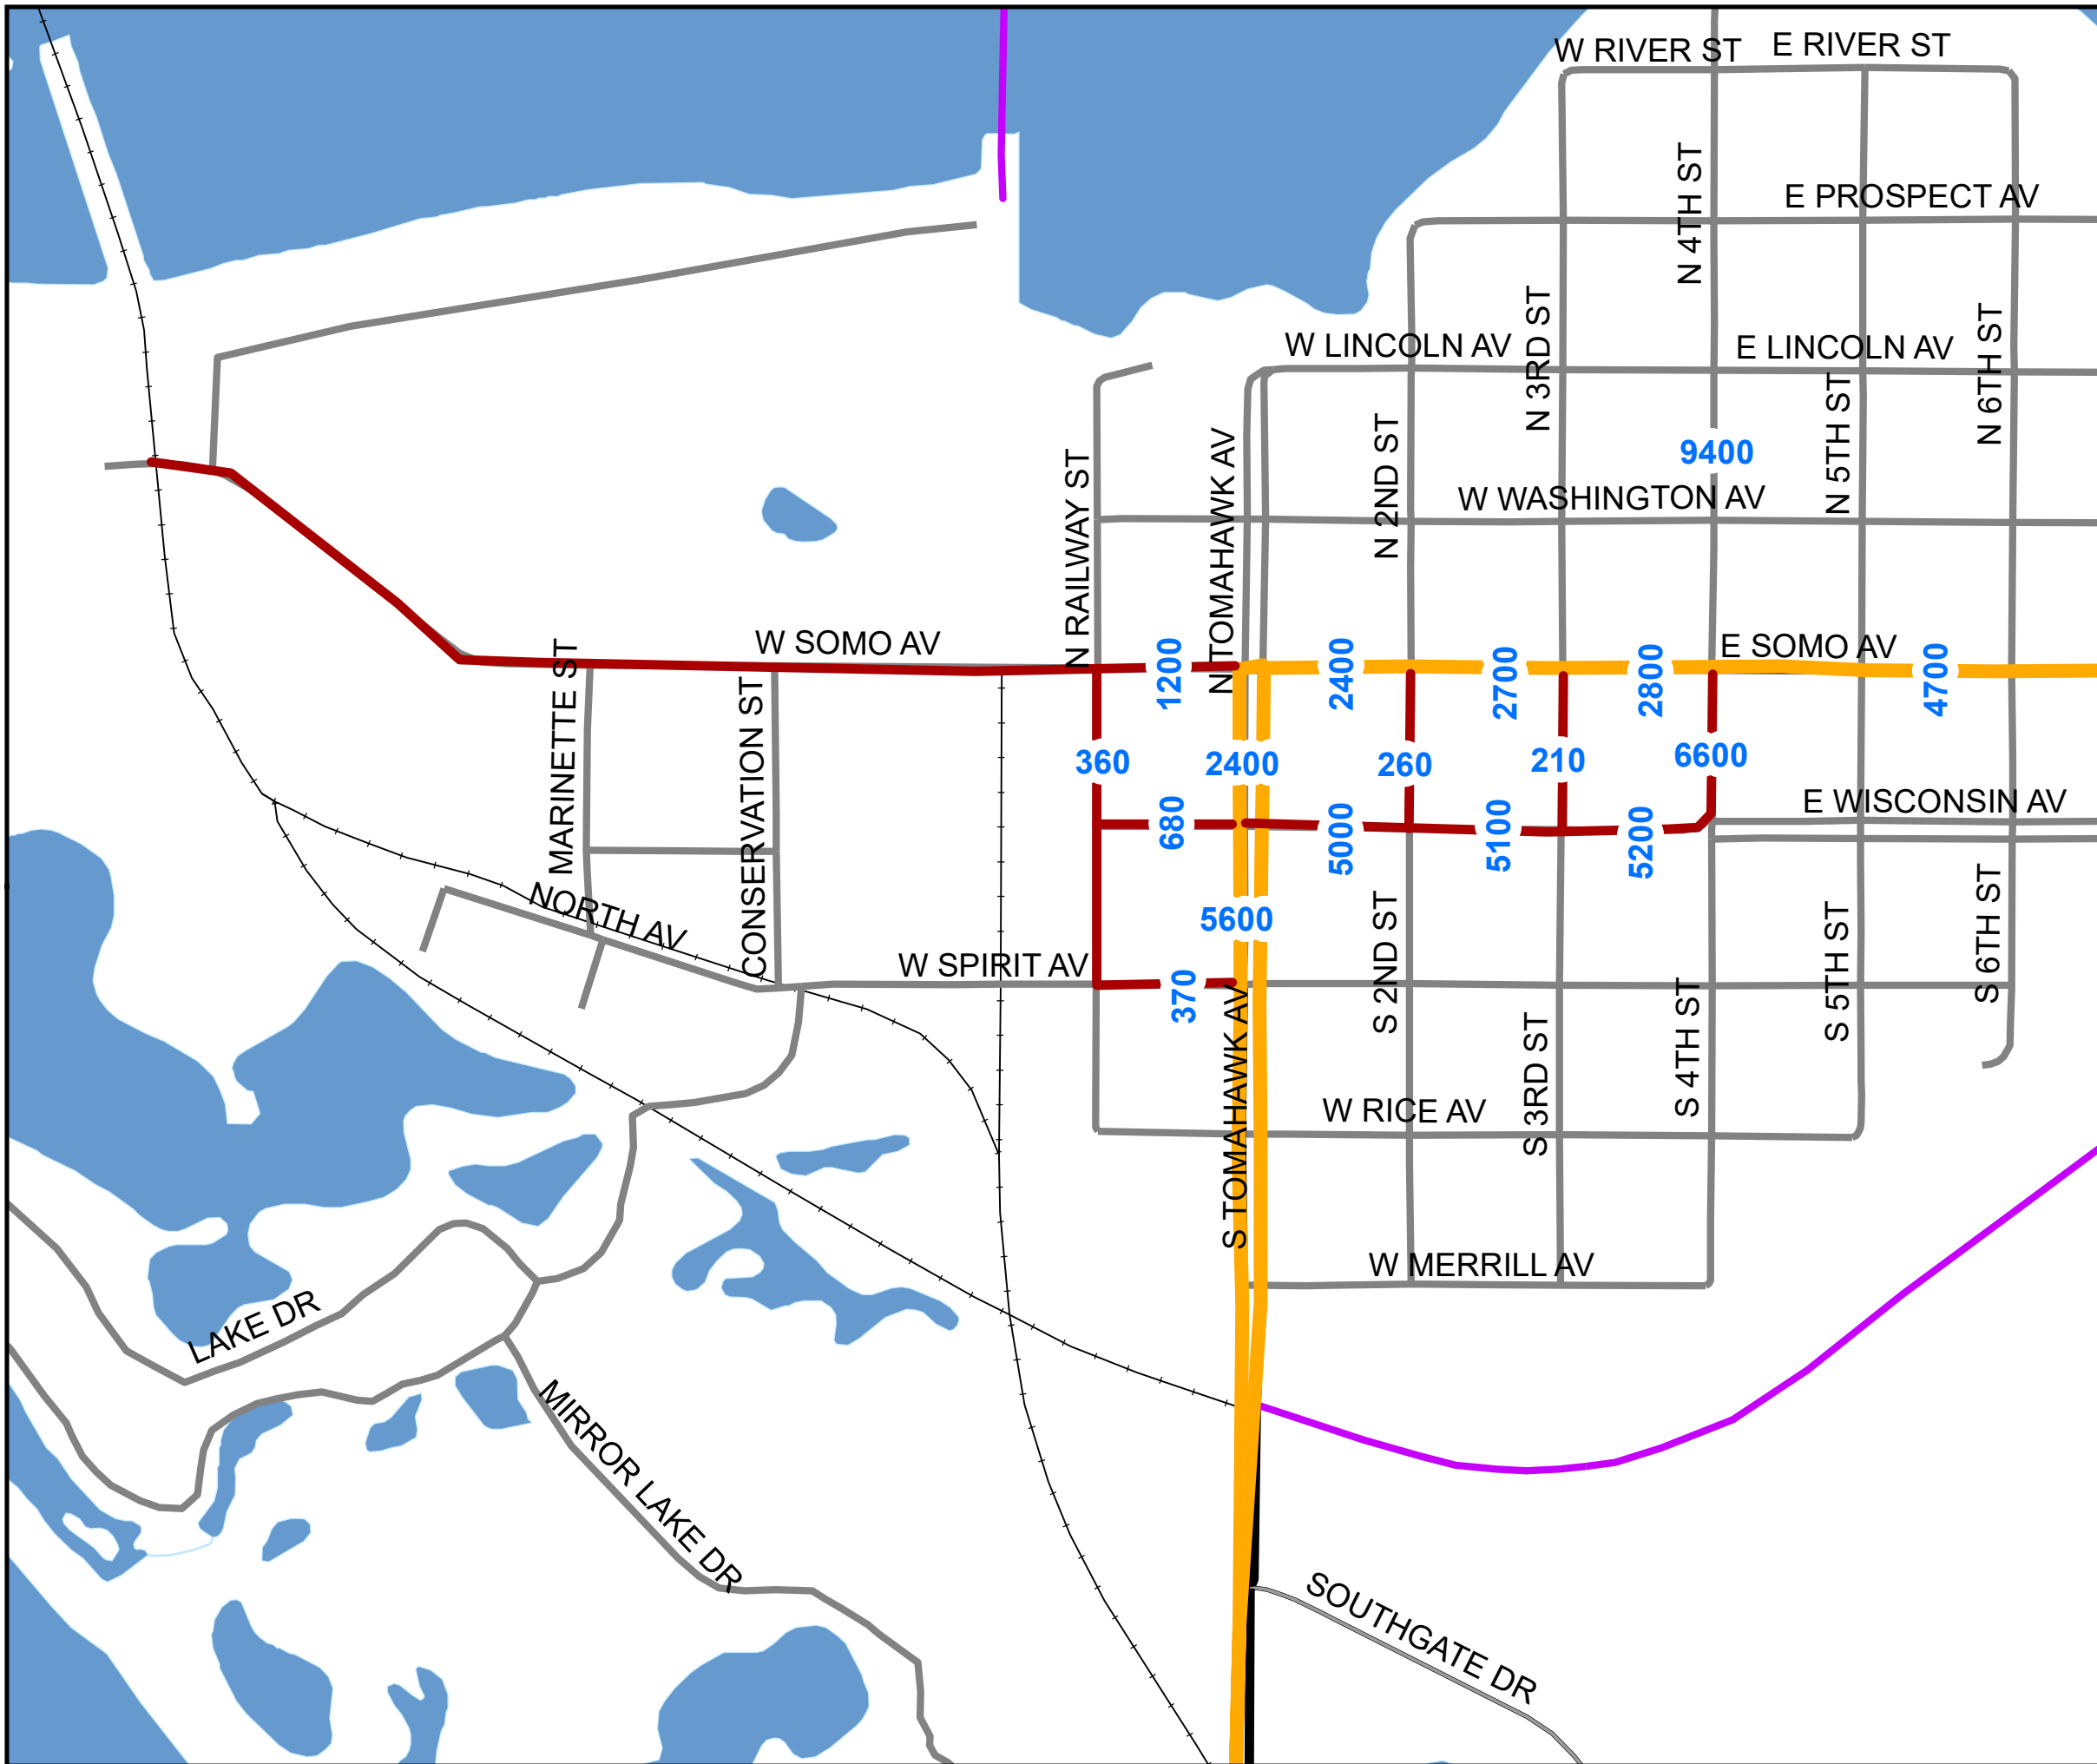 W RIVER ST
E RIVER ST
N 4TH ST
E PROSPECT AV
N 3RD ST
N 6TH ST
W LINCOLN AV
E LINCOLN AV
N 5TH ST
N 2ND ST
N TOMAHAWK AV
N RAILWAY ST
9400
W WASHINGTON AV
W SOMO AV
E SOMO AV
1200
2400
2700
2800
4700
MARINETTE ST
CONSERVATION ST
360
2400
260
210
6600
E WISCONSIN AV
680
5000
5100
5200
NORTH AV
5600
W SPIRIT AV
370
S 2ND ST
S 5TH ST
S 6TH ST
S 4TH ST
S 3RD ST
S TOMAHAWK AV
W RICE AV
W MERRILL AV
LAKE DR
MIRROR LAKE DR
SOUTHGATE DR